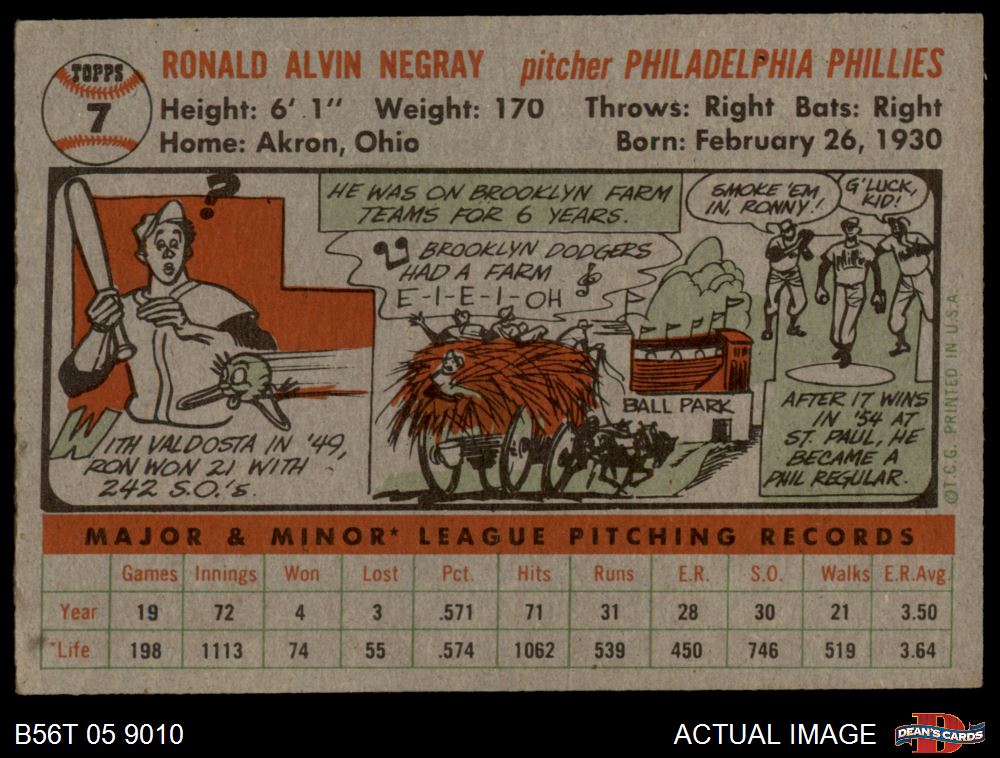 TOPPS
7
RONALD ALVIN NEGRAY pitcher PHILADELPHIA PHILLIES
Height: 6' 1" Weight: 170 Throws: Right Bats: Right
Home: Akron, Ohio Born: February 26, 1930
?
WITH VALDOSTA IN '49,
RON WON 21 WITH
242 S.O.'S.
HE WAS ON BROOKLYN FARM
TEAMS FOR 6 YEARS.
BROOKLYN DODGERS
HAD A FARM
E-I-E-I-OH
BALL PARK
SMOKE 'EM
IN, RONNY!
G'LUCK,
KID!
Phillies
AFTER 17 WINS
IN '54 AT
ST. PAUL, HE
BECAME A
PHIL REGULAR.
©T.C.G. PRINTED IN U.S.A.
MAJOR & MINOR* LEAGUE PITCHING RECORDS
Games Innings Won Lost Pct. Hits Runs E.R. S.O. Walks E.R.Avg.
Year 19 72 4 3 .571 71 31 28 30 21 3.50
*Life 198 1113 74 55 .574 1062 539 450 746 519 3.64
B56T 05 9010 ACTUAL IMAGE
DEAN'S CARDS